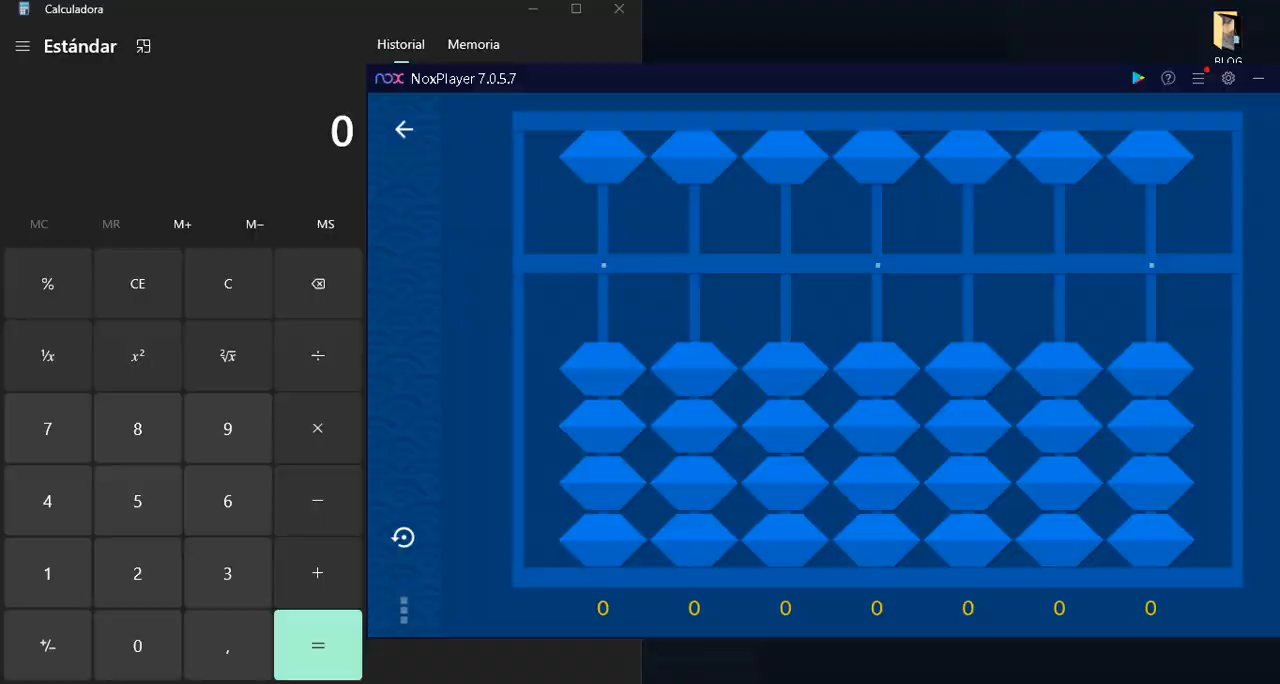 Calculadora
Estándar
Historial Memoria
BLOG
nox NoxPlayer 7.0.5.7
0
MC MR M+ M− MS
% CE C
¹/x x² ²√x ÷
7 8 9 ×
4 5 6 −
1 2 3 +
+/− 0 , =
0 0 0 0 0 0 0